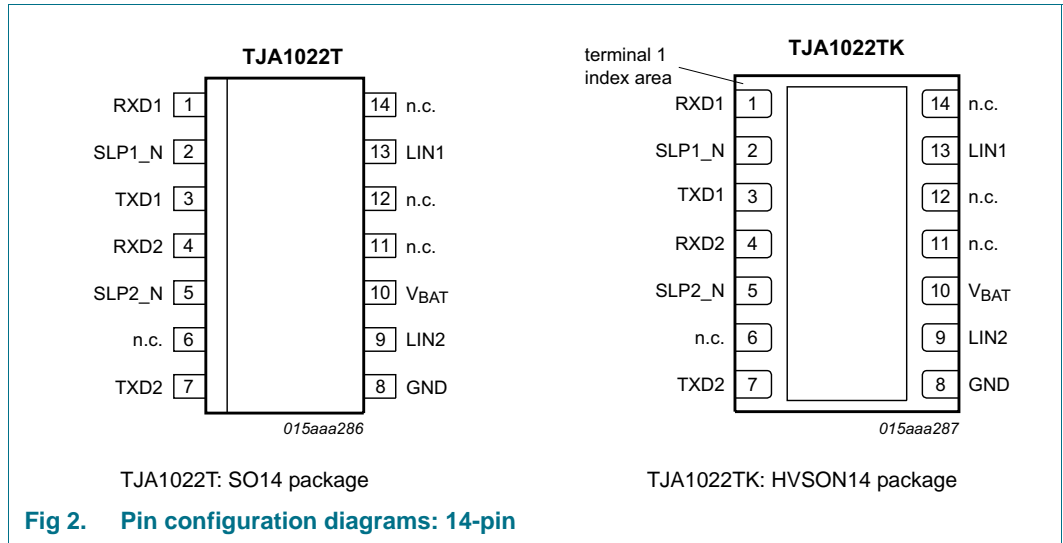 TJA1022T
RXD1 1
SLP1_N 2
TXD1 3
RXD2 4
SLP2_N 5
n.c. 6
TXD2 7
14 n.c.
13 LIN1
12 n.c.
11 n.c.
10 VBAT
9 LIN2
8 GND
015aaa286
TJA1022T: SO14 package
TJA1022TK
terminal 1
index area
RXD1 1
SLP1_N 2
TXD1 3
RXD2 4
SLP2_N 5
n.c. 6
TXD2 7
14 n.c.
13 LIN1
12 n.c.
11 n.c.
10 VBAT
9 LIN2
8 GND
015aaa287
TJA1022TK: HVSON14 package
Fig 2. Pin configuration diagrams: 14-pin